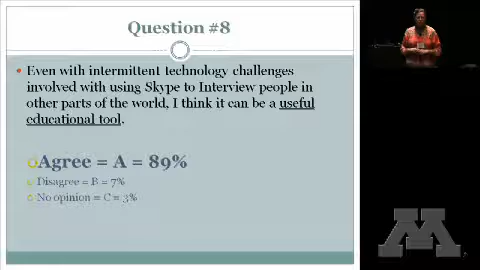 Question #8
Even with intermittent technology challenges
involved with using Skype to Interview people in
other parts of the world, I think it can be a useful
educational tool.
Agree = A = 89%
Disagree = B = 7%
No opinion = C = 3%
M